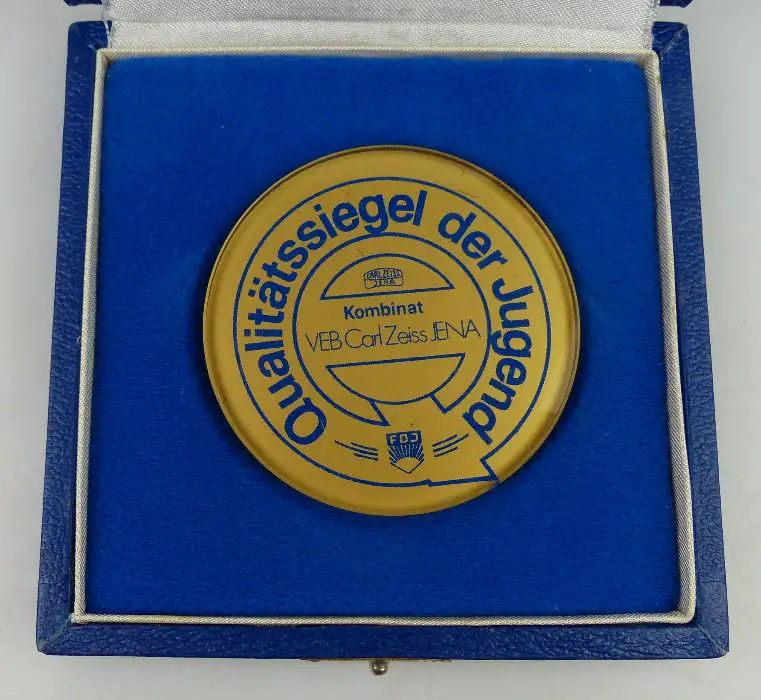 Qualitätssiegel der Jugend
CARL ZEISS
JENA
Kombinat
VEB Carl Zeiss JENA
FDJ